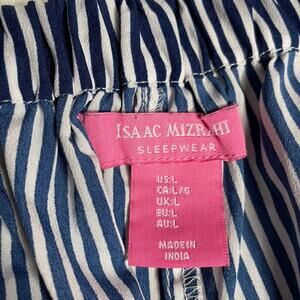 ISAAC MIZRAHI
SLEEPWEAR
US:L
CA:L/G
UK:L
EU:L
AU:L
MADE IN
INDIA